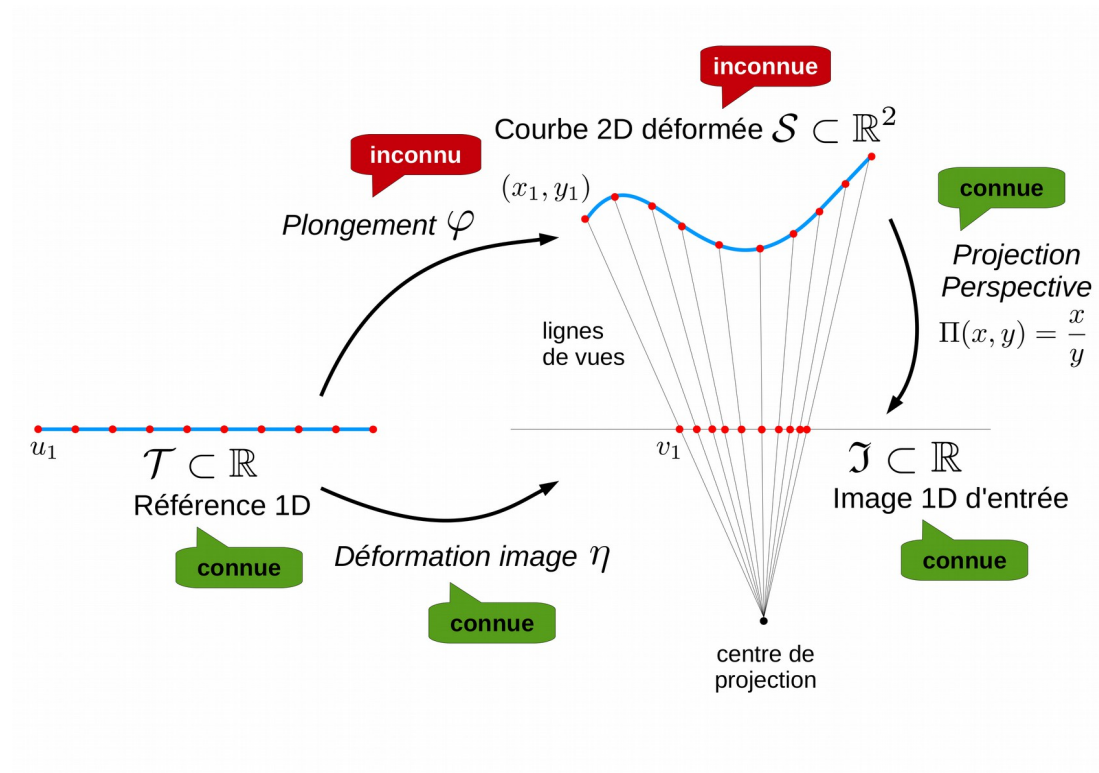 inconnue
Courbe 2D déformée 𝒮 ⊂ ℝ²
inconnu
(x₁, y₁)
Plongement φ
connue
Projection
Perspective
Π(x, y) = x/y
lignes
de vues
u₁
𝒯 ⊂ ℝ
Référence 1D
connue
v₁
ℑ ⊂ ℝ
Image 1D d'entrée
connue
Déformation image η
connue
centre de
projection